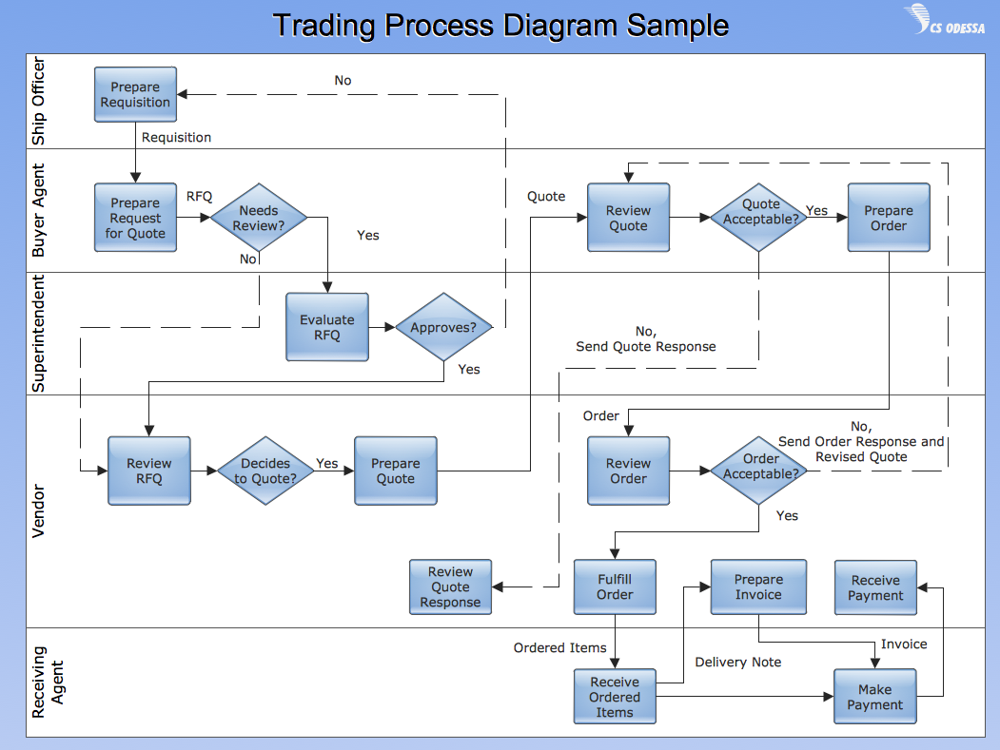 Trading Process Diagram Sample
CS ODESSA
Ship Officer
Prepare
Requisition
No
Requisition
Buyer Agent
Prepare
Request
for Quote
RFQ
Needs
Review?
Yes
No
Quote
Review
Quote
Quote
Acceptable?
Yes
Prepare
Order
Superintendent
Evaluate
RFQ
Approves?
Yes
No,
Send Quote Response
Vendor
Review
RFQ
Decides
to Quote?
Yes
Prepare
Quote
Order
Review
Order
Order
Acceptable?
No,
Send Order Response and
Revised Quote
Yes
Review
Quote
Response
Fulfill
Order
Prepare
Invoice
Receive
Payment
Receiving
Agent
Ordered Items
Delivery Note
Invoice
Receive
Ordered
Items
Make
Payment